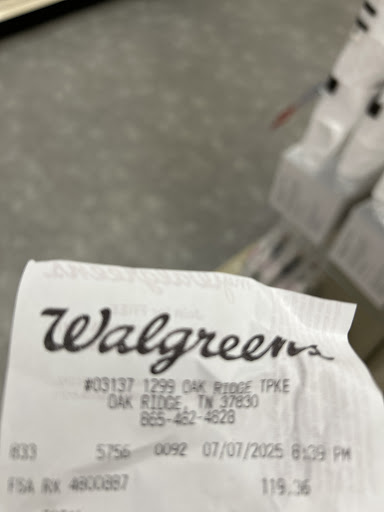 Walgreens
#03137 1299 OAK RIDGE TPKE
OAK RIDGE, TN 37830
865-482-4628
833 5756 0092 07/07/2025 6:39 PM
FSA RX 4800887 119.36